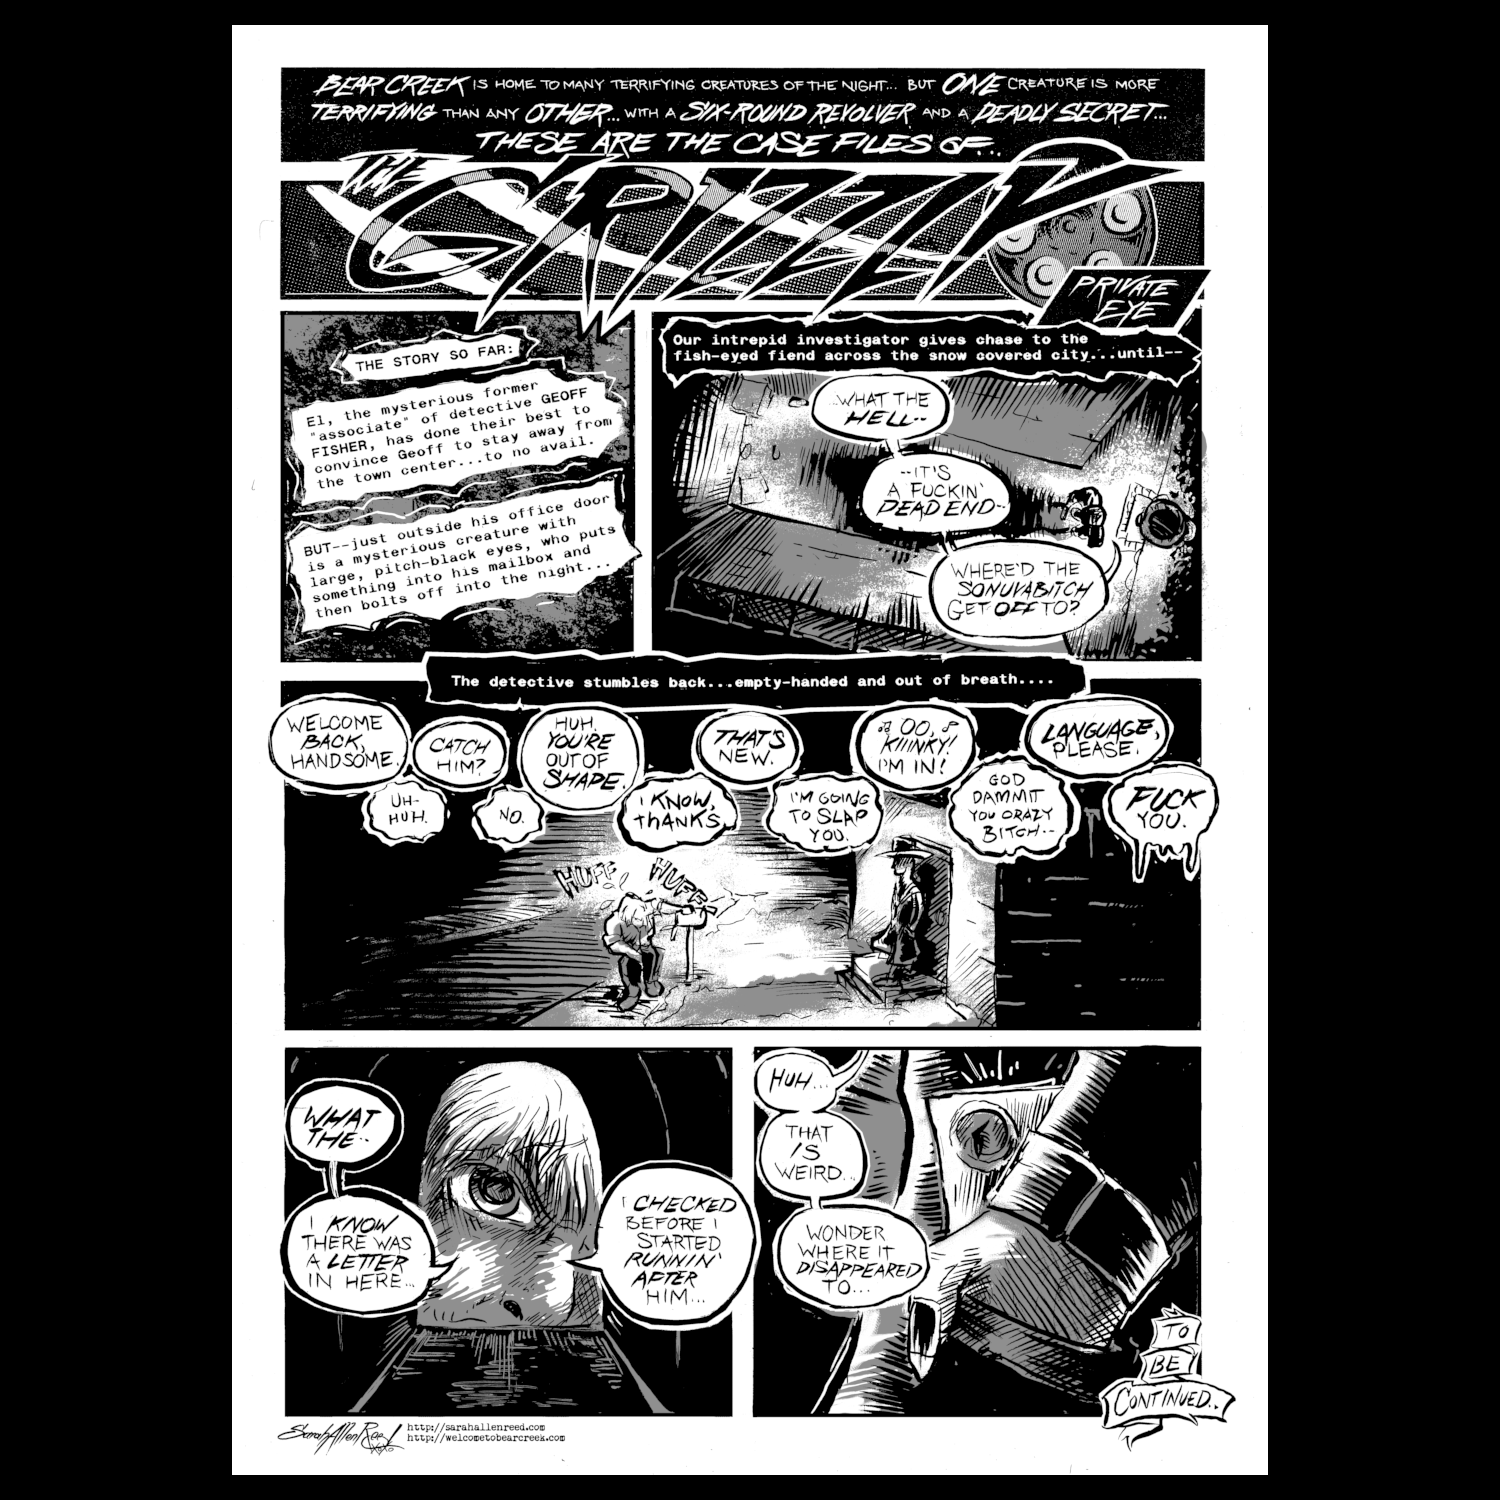 BEAR CREEK IS HOME TO MANY TERRIFYING CREATURES OF THE NIGHT... BUT ONE CREATURE IS MORE
TERRIFYING THAN ANY OTHER... WITH A SIX-ROUND REVOLVER AND A DEADLY SECRET...
THESE ARE THE CASE FILES OF...
THE
GRIZZLY
PRIVATE
EYE
THE STORY SO FAR:
El, the mysterious former
"associate" of detective GEOFF
FISHER, has done their best to
convince Geoff to stay away from
the town center...to no avail.
BUT--just outside his office door
is a mysterious creature with
large, pitch-black eyes, who puts
something into his mailbox and
then bolts off into the night...
Our intrepid investigator gives chase to the
fish-eyed fiend across the snow covered city...until--
WHAT THE
HELL--
--IT'S
A FUCKIN'
DEAD END--
WHERE'D THE
SONUVABITCH
GET OFF TO?
The detective stumbles back...empty-handed and out of breath....
WELCOME
BACK,
HANDSOME.
UH-
HUH.
CATCH
HIM?
NO.
HUH.
YOU'RE
OUT OF
SHAPE.
I KNOW,
THANKS.
THAT'S
NEW.
I'M GOING
TO SLAP
YOU.
♫ OO, ♪
KIIINKY!
I'M IN!
GOD
DAMMIT
YOU CRAZY
BITCH--
LANGUAGE,
PLEASE.
FUCK
YOU.
HUFF HUFF
WHAT
THE--
I KNOW
THERE WAS
A LETTER
IN HERE...
I CHECKED
BEFORE I
STARTED
RUNNIN'
AFTER
HIM...
HUH...
THAT
IS
WEIRD...
WONDER
WHERE IT
DISAPPEARED
TO...
TO
BE
CONTINUED..
Sarah Allen Reed
xoxo
http://sarahallenreed.com
http://welcometobearcreek.com